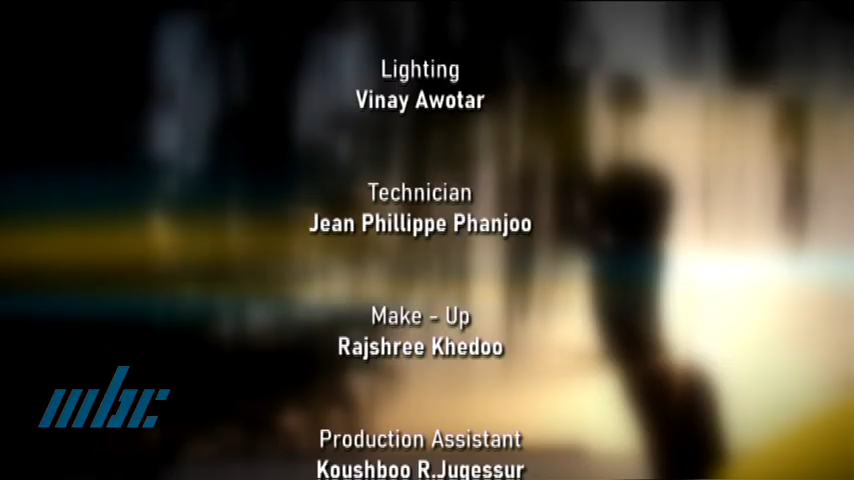 Lighting
Vinay Awotar
Technician
Jean Phillippe Phanjoo
Make - Up
Rajshree Khedoo
mbc
Production Assistant
Koushboo R.Jugessur